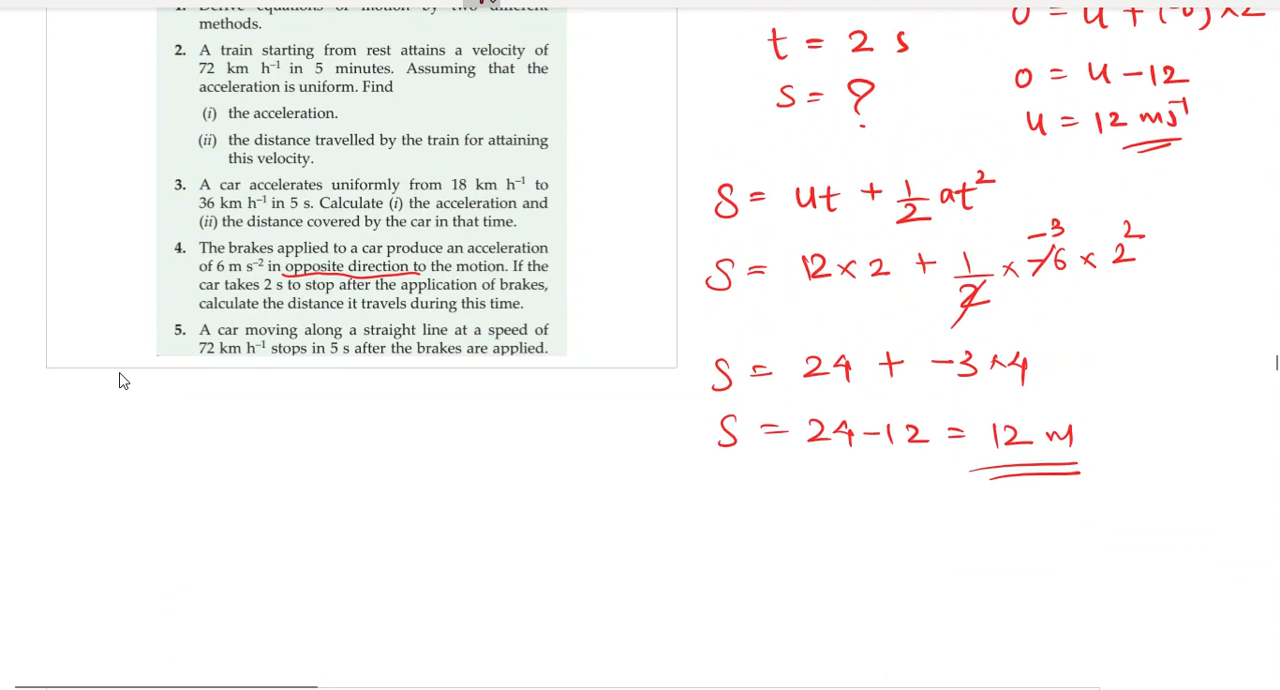 methods.
2. A train starting from rest attains a velocity of
72 km h⁻¹ in 5 minutes. Assuming that the
acceleration is uniform. Find
(i) the acceleration.
(ii) the distance travelled by the train for attaining
this velocity.
3. A car accelerates uniformly from 18 km h⁻¹ to
36 km h⁻¹ in 5 s. Calculate (i) the acceleration and
(ii) the distance covered by the car in that time.
4. The brakes applied to a car produce an acceleration
of 6 m s⁻² in opposite direction to the motion. If the
car takes 2 s to stop after the application of brakes,
calculate the distance it travels during this time.
5. A car moving along a straight line at a speed of
72 km h⁻¹ stops in 5 s after the brakes are applied.
t = 2 s
s = ?
0 = u + (-6) × 2
0 = u - 12
u = 12 ms⁻¹
S = ut + 1/2 at²
S = 12 × 2 + 1/2 × -6 × 2²
-3
S = 24 + -3 × 4
S = 24 - 12 = 12 m